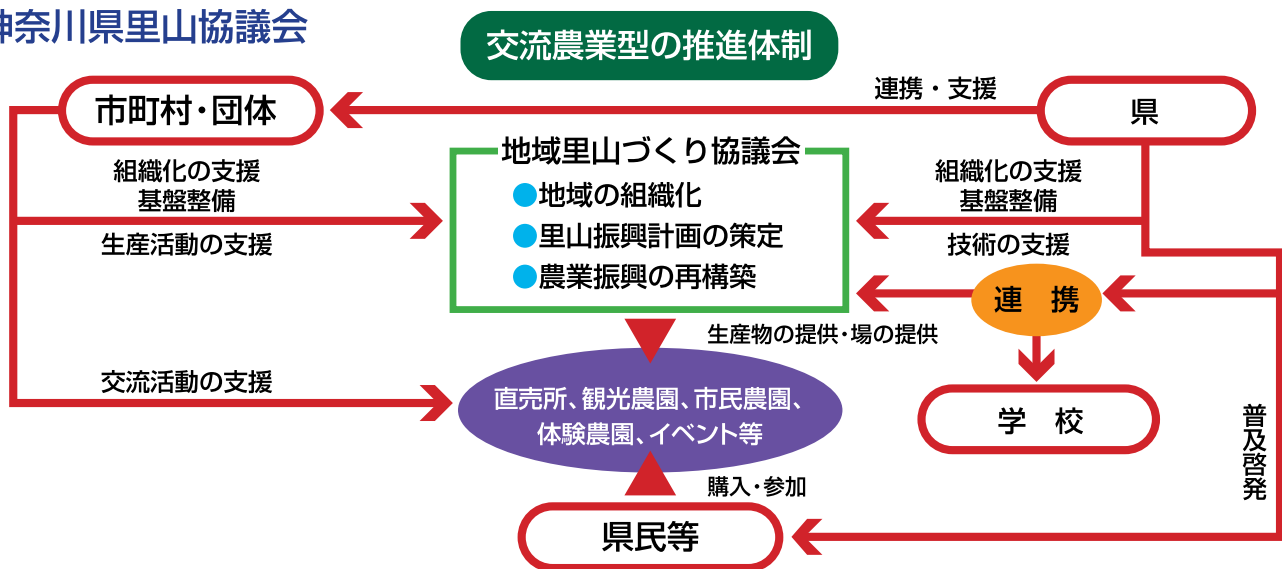 神奈川県里山協議会
交流農業型の推進体制
市町村・団体
連携・支援
県
組織化の支援
基盤整備
生産活動の支援
地域里山づくり協議会
●地域の組織化
●里山振興計画の策定
●農業振興の再構築
組織化の支援
基盤整備
技術の支援
連 携
生産物の提供・場の提供
交流活動の支援
直売所、観光農園、市民農園、
体験農園、イベント等
学 校
普及啓発
購入・参加
県民等